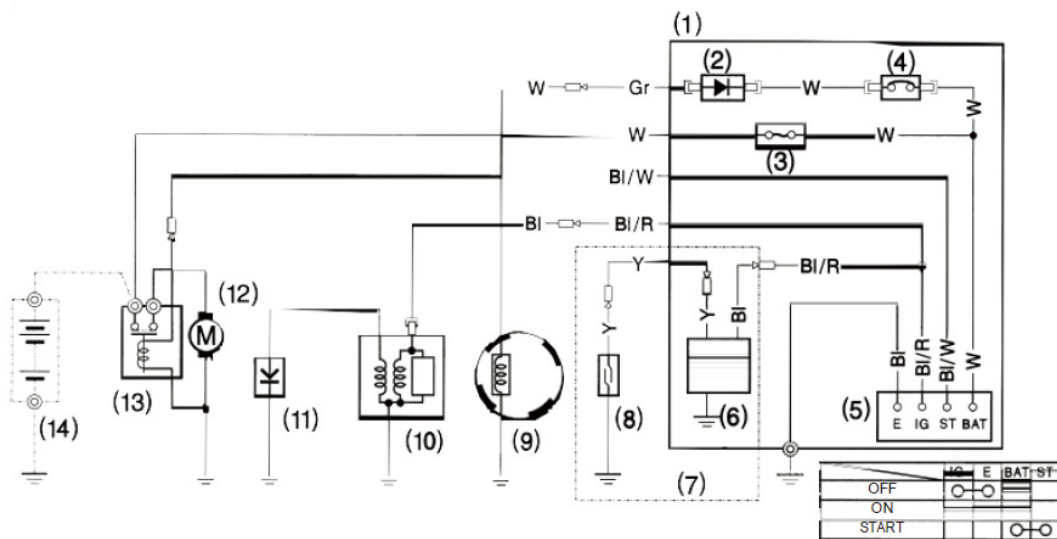 (1)
(2)
(4)
W
Gr
W
W
W
W
(3)
Bl/W
Bl
Bl/R
Y
Bl/R
(12)
M
Y
Y
Bl
Bl
Bl/R
Bl/W
W
(14)
(13)
(11)
(10)
(9)
(8)
(6)
(5)
E IG ST BAT
(7)
IG E BAT ST
OFF
ON
START